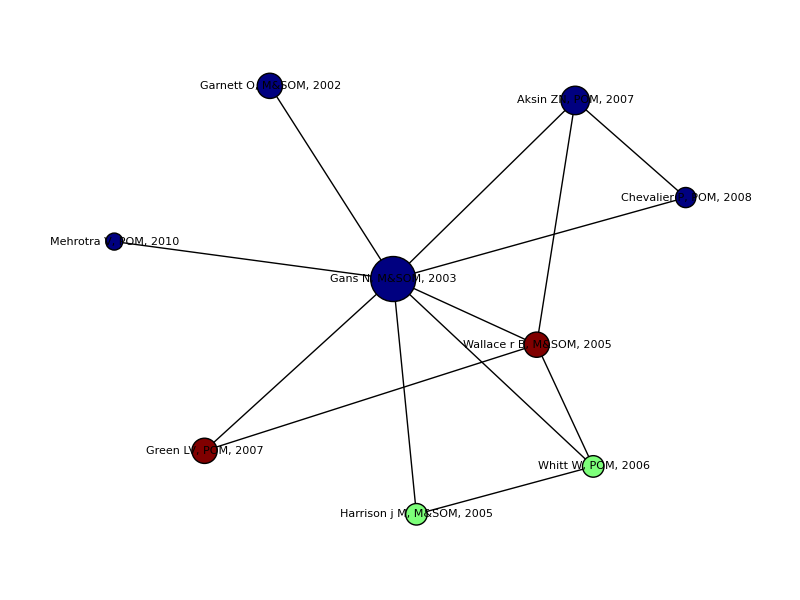 Garnett O, M&SOM, 2002
Aksin ZN, POM, 2007
Chevalier P, POM, 2008
Mehrotra V, POM, 2010
Gans N, M&SOM, 2003
Wallace r B, M&SOM, 2005
Green LV, POM, 2007
Whitt W, POM, 2006
Harrison j M, M&SOM, 2005